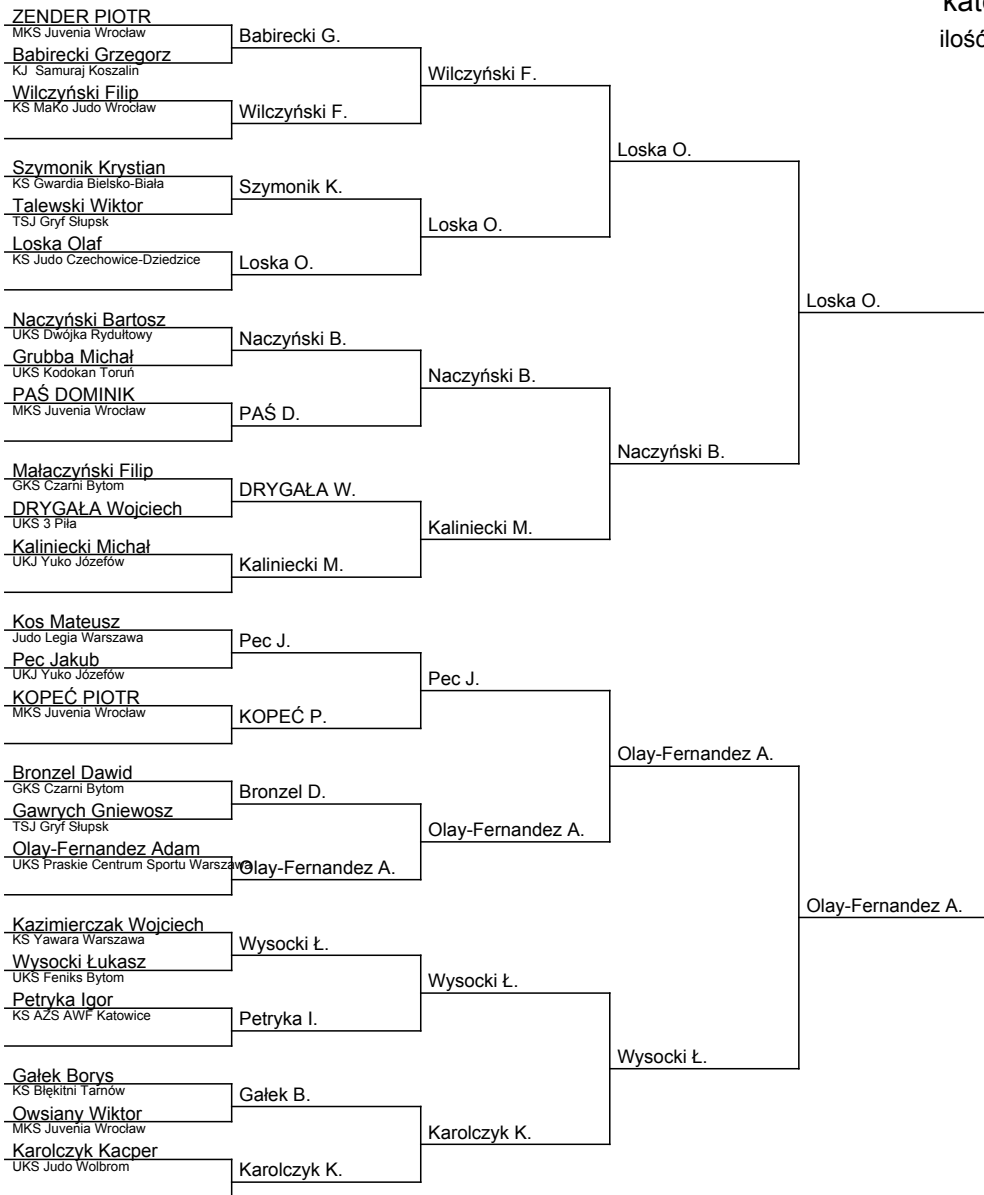 kat
ilość
ZENDER PIOTR
MKS Juvenia Wrocław
Babirecki Grzegorz
KJ Samuraj Koszalin
Wilczyński Filip
KS MaKo Judo Wrocław
Szymonik Krystian
KS Gwardia Bielsko-Biała
Talewski Wiktor
TSJ Gryf Słupsk
Loska Olaf
KS Judo Czechowice-Dziedzice
Naczyński Bartosz
UKS Dwójka Rydułtowy
Grubba Michał
UKS Kodokan Toruń
PAŚ DOMINIK
MKS Juvenia Wrocław
Małaczyński Filip
GKS Czarni Bytom
DRYGAŁA Wojciech
UKS 3 Piła
Kaliniecki Michał
UKJ Yuko Józefów
Kos Mateusz
Judo Legia Warszawa
Pec Jakub
UKJ Yuko Józefów
KOPEĆ PIOTR
MKS Juvenia Wrocław
Bronzel Dawid
GKS Czarni Bytom
Gawrych Gniewosz
TSJ Gryf Słupsk
Olay-Fernandez Adam
UKS Praskie Centrum Sportu Warszawa
Kazimierczak Wojciech
KS Yawara Warszawa
Wysocki Łukasz
UKS Feniks Bytom
Petryka Igor
KS AZS AWF Katowice
Gałek Borys
KS Błękitni Tarnów
Owsiany Wiktor
MKS Juvenia Wrocław
Karolczyk Kacper
UKS Judo Wolbrom
Babirecki G.
Wilczyński F.
Szymonik K.
Loska O.
Naczyński B.
PAŚ D.
DRYGAŁA W.
Kaliniecki M.
Pec J.
KOPEĆ P.
Bronzel D.
Olay-Fernandez A.
Wysocki Ł.
Petryka I.
Gałek B.
Karolczyk K.
Wilczyński F.
Loska O.
Naczyński B.
Kaliniecki M.
Pec J.
Olay-Fernandez A.
Wysocki Ł.
Karolczyk K.
Loska O.
Naczyński B.
Olay-Fernandez A.
Wysocki Ł.
Loska O.
Olay-Fernandez A.